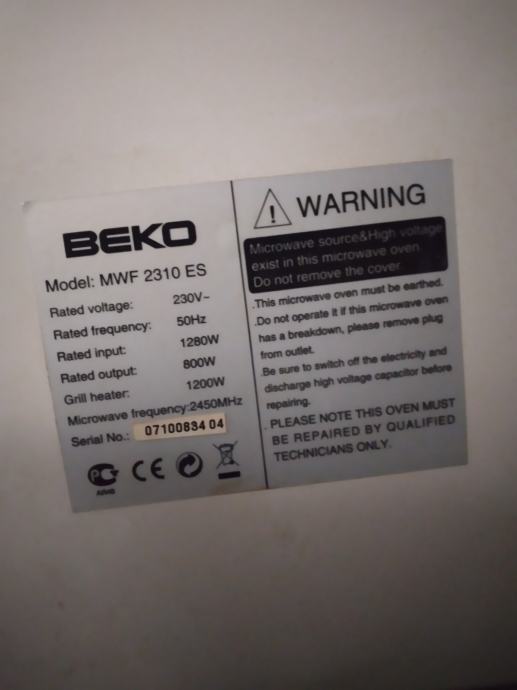 BEKO
Model: MWF 2310 ES
Rated voltage: 230V~
Rated frequency: 50Hz
Rated input: 1280W
Rated output: 800W
Grill heater: 1200W
Microwave frequency:2450MHz
Serial No.: 0710083404
CE
WARNING
Microwave source&High voltage
exist in this microwave oven
Do not remove the cover
.This microwave oven must be earthed.
.Do not operate it if this microwave oven
has a breakdown, please remove plug
from outlet.
.Be sure to switch off the electricity and
discharge high voltage capacitor before
repairing.
. PLEASE NOTE THIS OVEN MUST
BE REPAIRED BY QUALIFIED
TECHNICIANS ONLY.